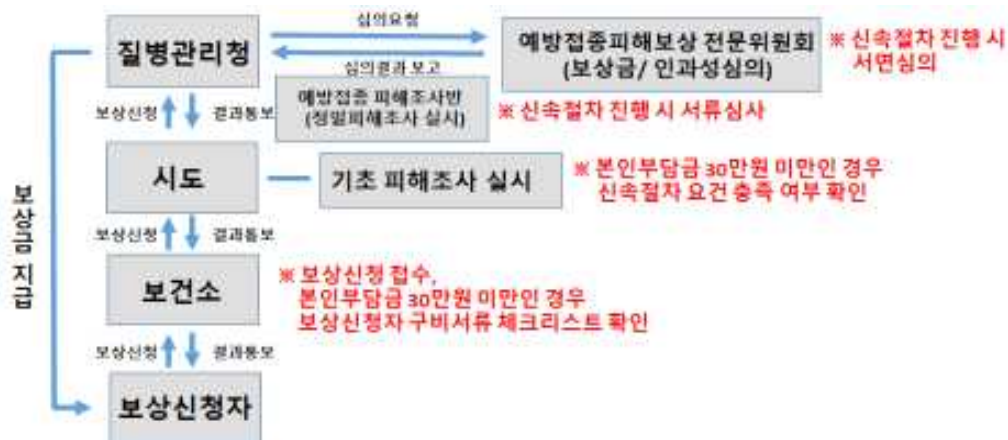 심의요청
질병관리청
예방접종피해보상 전문위원회
(보상금/ 인과성심의)
※ 신속절차 진행 시
서면심의
심의결과 보고
예방접종 피해조사반
(정밀피해조사 실시)
※ 신속절차 진행 시 서류심사
보상신청
결과통보
시도
기초 피해조사 실시
※ 본인부담금 30만원 미만인 경우
신속절차 요건 충족 여부 확인
보상신청
결과통보
보건소
※ 보상신청 접수,
본인부담금 30만원 미만인 경우
보상신청자 구비서류 체크리스트 확인
보상신청
결과통보
보상신청자
보상금 지급